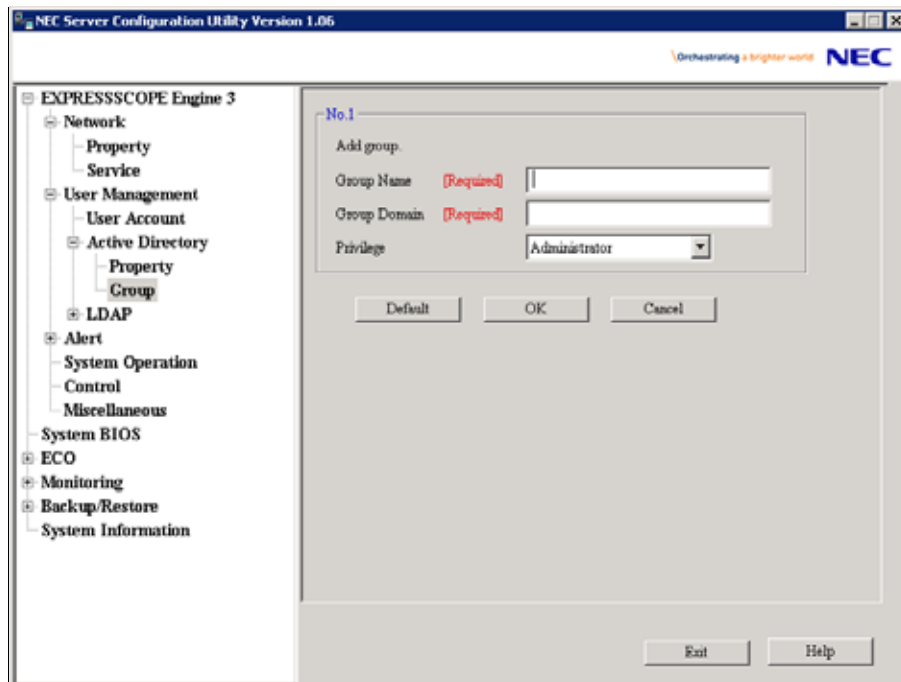 NEC Server Configuration Utility Version 1.06
\Orchestrating a brighter world NEC
EXPRESSSCOPE Engine 3
Network
Property
Service
User Management
User Account
Active Directory
Property
Group
LDAP
Alert
System Operation
Control
Miscellaneous
System BIOS
ECO
Monitoring
Backup/Restore
System Information
No.1
Add group.
Group Name [Required]
Group Domain [Required]
Privilege Administrator
Default OK Cancel
Exit Help